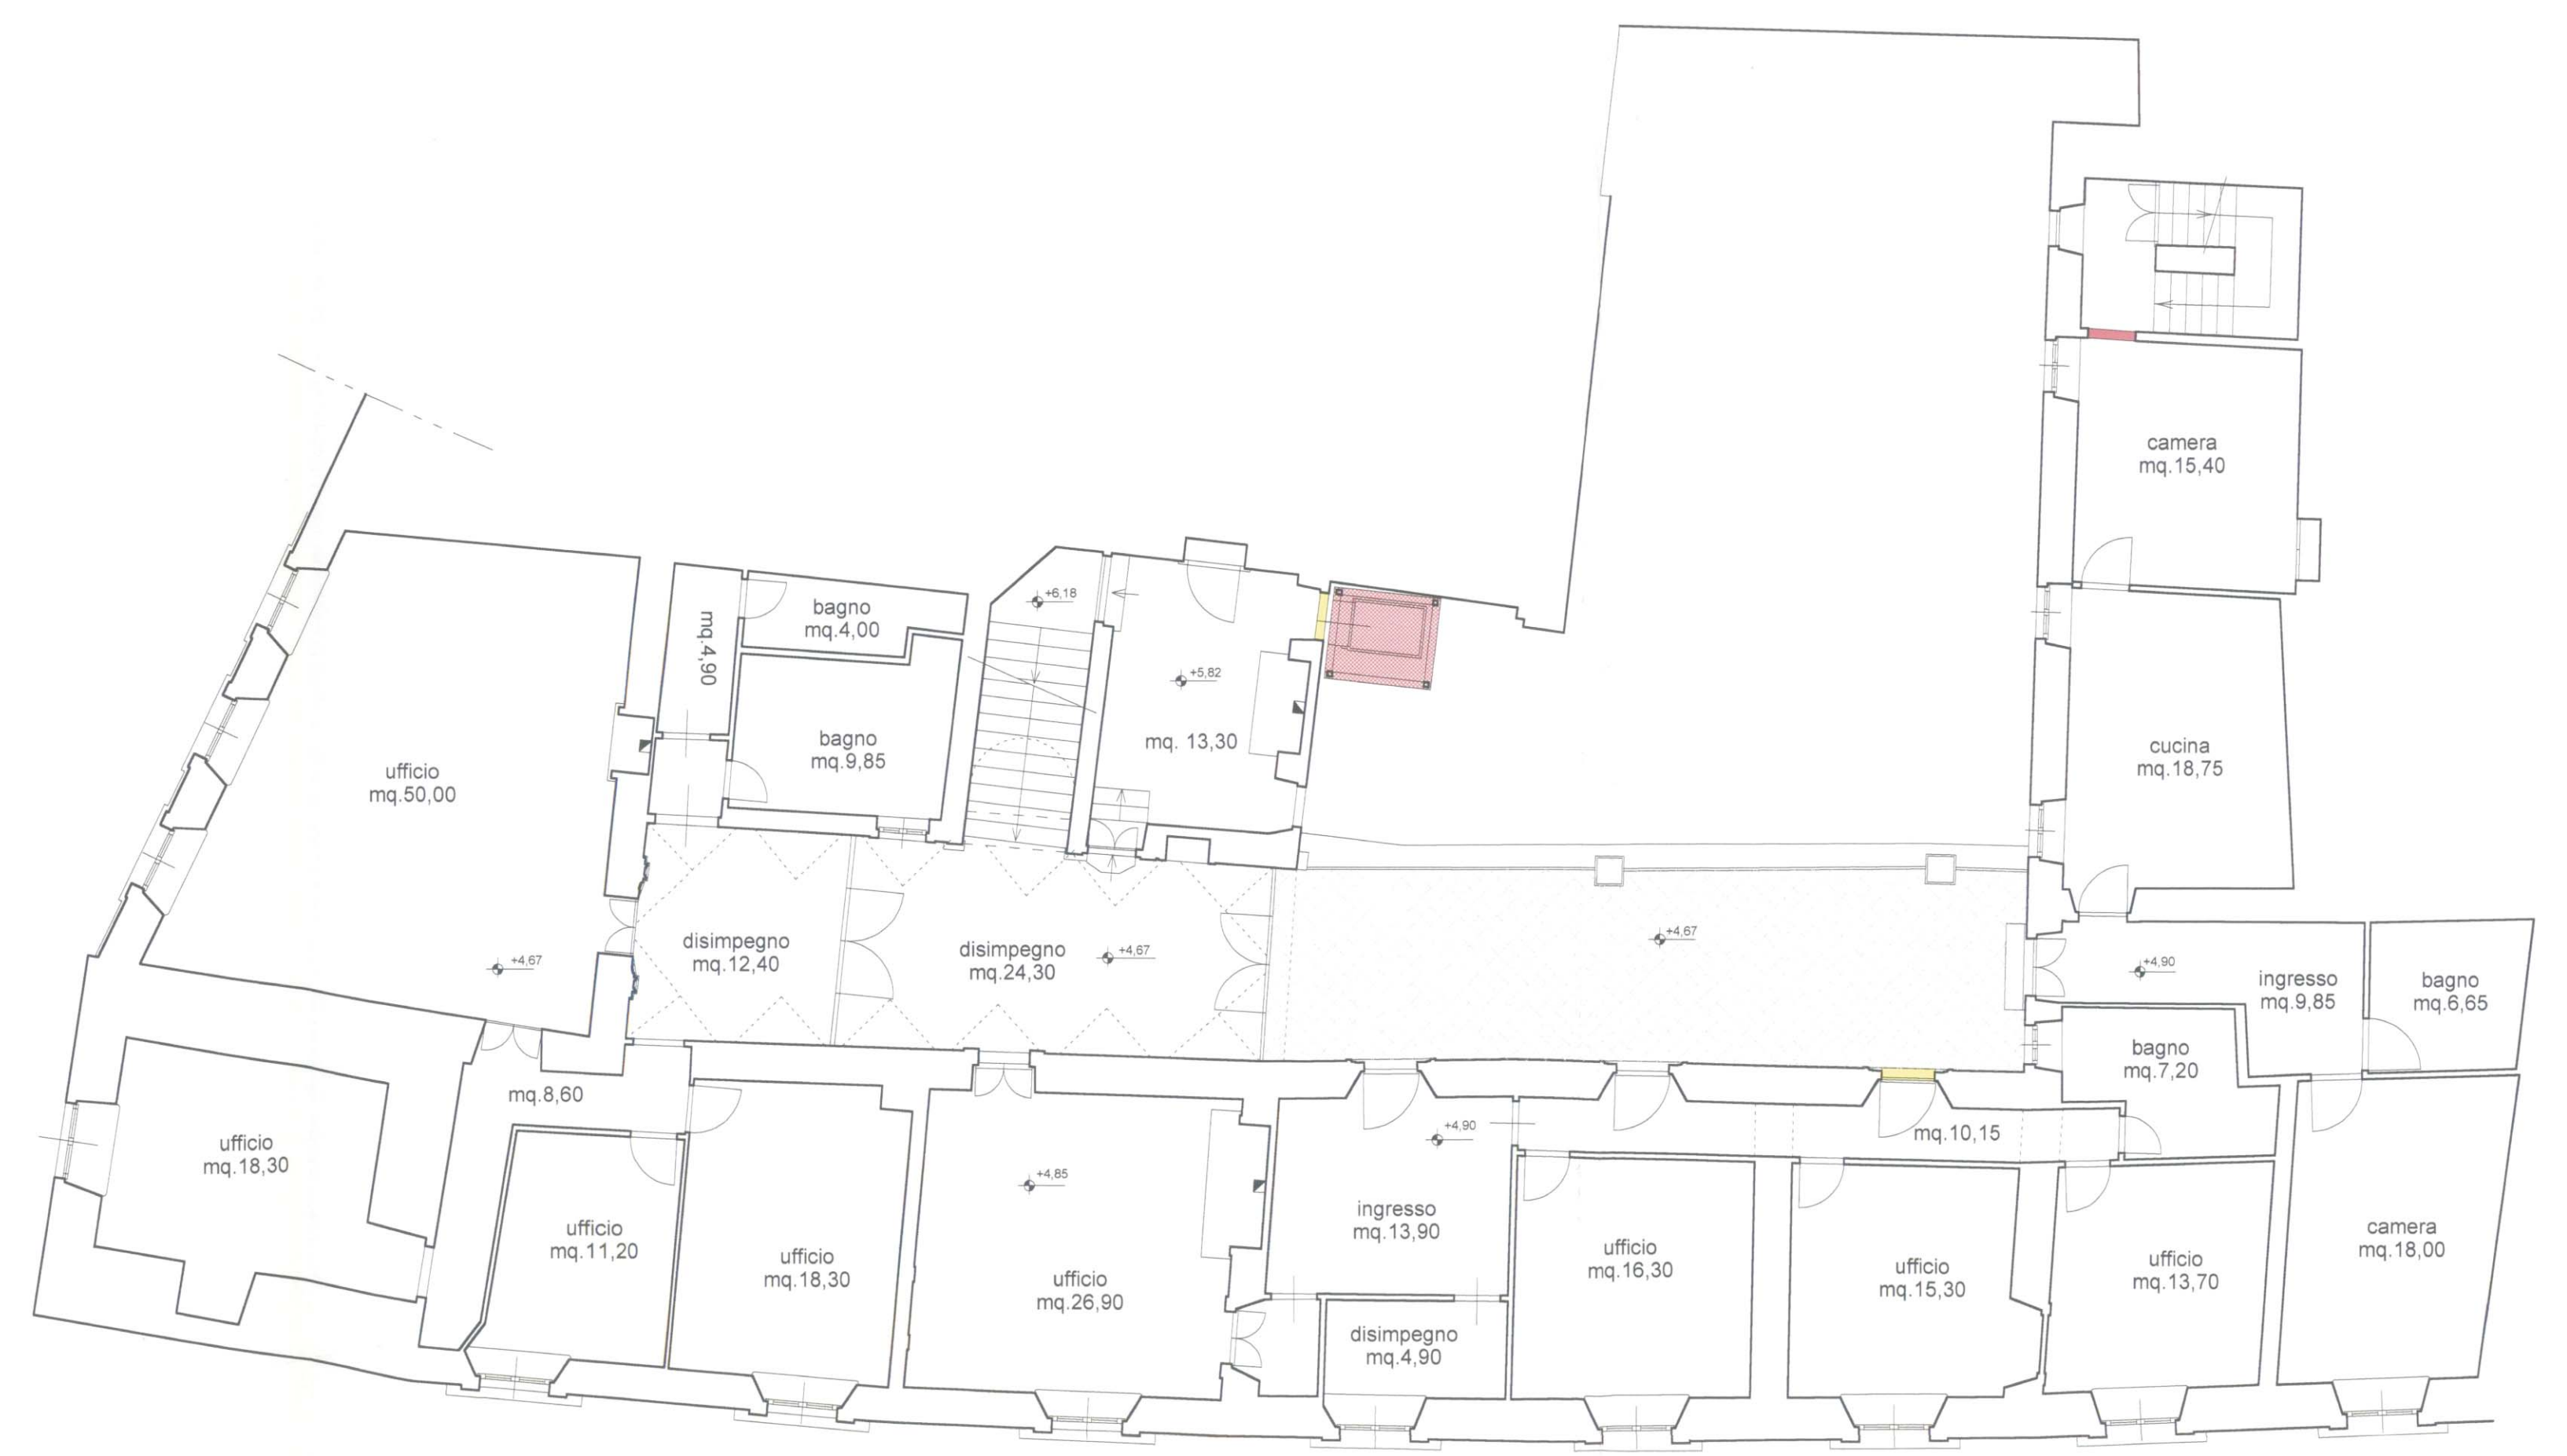 camera
mq.15,40
+6,18
bagno
mq.4,00
mq.4,90
+5,82
bagno
mq.9,85
mq. 13,30
cucina
mq.18,75
ufficio
mq.50,00
+4,67
disimpegno
mq.12,40
disimpegno
mq.24,30
+4,67
+4,67
+4,90
ingresso
mq.9,85
bagno
mq.6,65
bagno
mq.7,20
mq.8,60
ufficio
mq.18,30
+4,85
+4,90
mq.10,15
ufficio
mq.11,20
ufficio
mq.18,30
ufficio
mq.26,90
ingresso
mq.13,90
disimpegno
mq.4,90
ufficio
mq.16,30
ufficio
mq.15,30
ufficio
mq.13,70
camera
mq.18,00